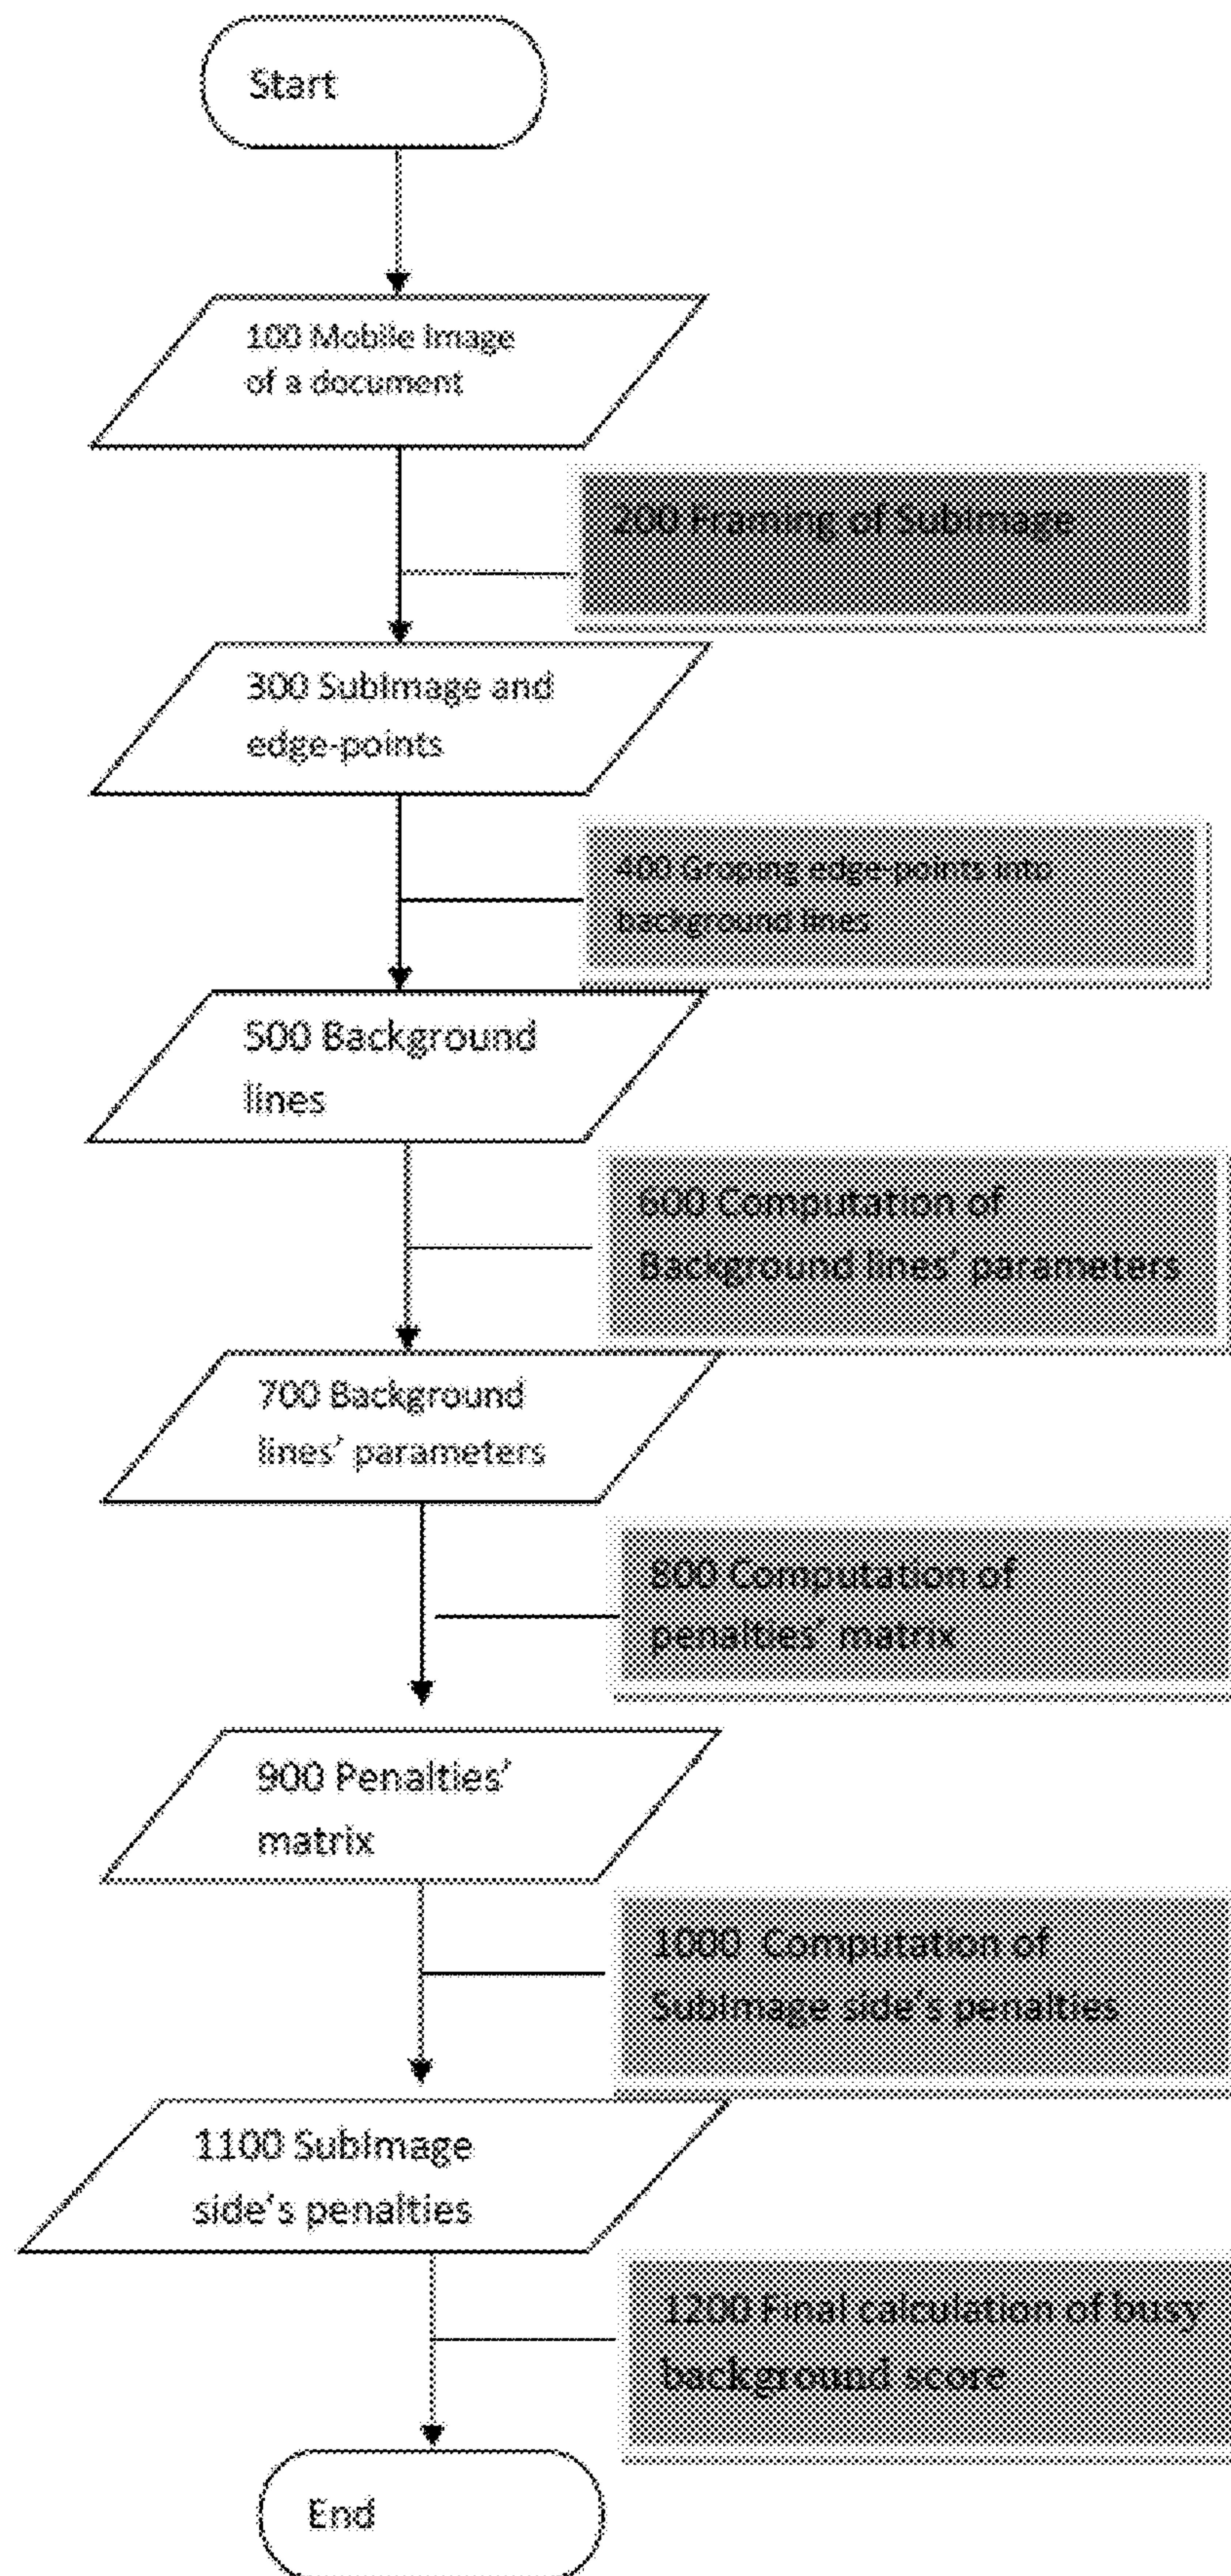 Start
100 Mobile Image
of a document
200 Framing of SubImage
300 SubImage and
edge-points
400 Groping edge-points into
background lines
500 Background
lines
600 Computation of
Background lines' parameters
700 Background
lines' parameters
800 Computation of
penalties' matrix
900 Penalties'
matrix
1000 Computation of
SubImage side's penalties
1100 SubImage
side's penalties
1200 Final calculation of busy
background score
End